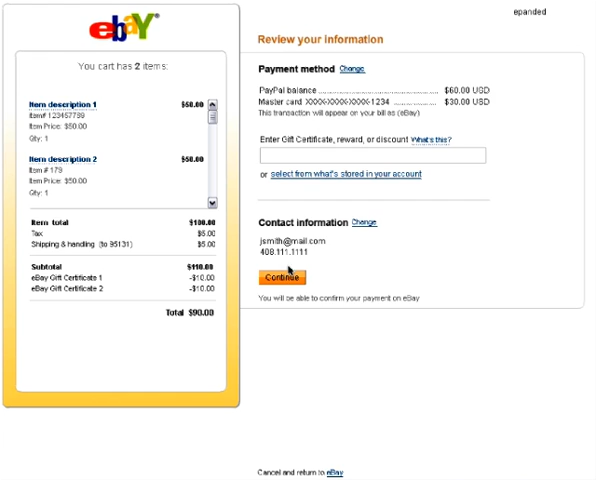 epanded
ebaY
You cart has 2 items:
Item description 1 $50.00
Item# 123457789
Item Price: $50.00
Qty: 1
Item description 2 $50.00
Item # 179
Item Price: $50.00
Qty: 1
Item total $100.00
Tax $5.00
Shipping & handling (to 95131) $5.00
Subtotal $110.00
eBay Gift Certificate 1 -$10.00
eBay Gift Certificate 2 -$10.00
Total $90.00
Review your information
Payment method Change
PayPal balance ........................................ $60.00 USD
Master card XXXX-XXXX-XXXX-1234 .............. $30.00 USD
This transaction will appear on your bill as (eBay)
Enter Gift Certificate, reward, or discount What's this?
or select from what's stored in your account
Contact information Change
jsmith@mail.com
408.111.1111
Continue
You will be able to confirm your payment on eBay
Cancel and return to eBay